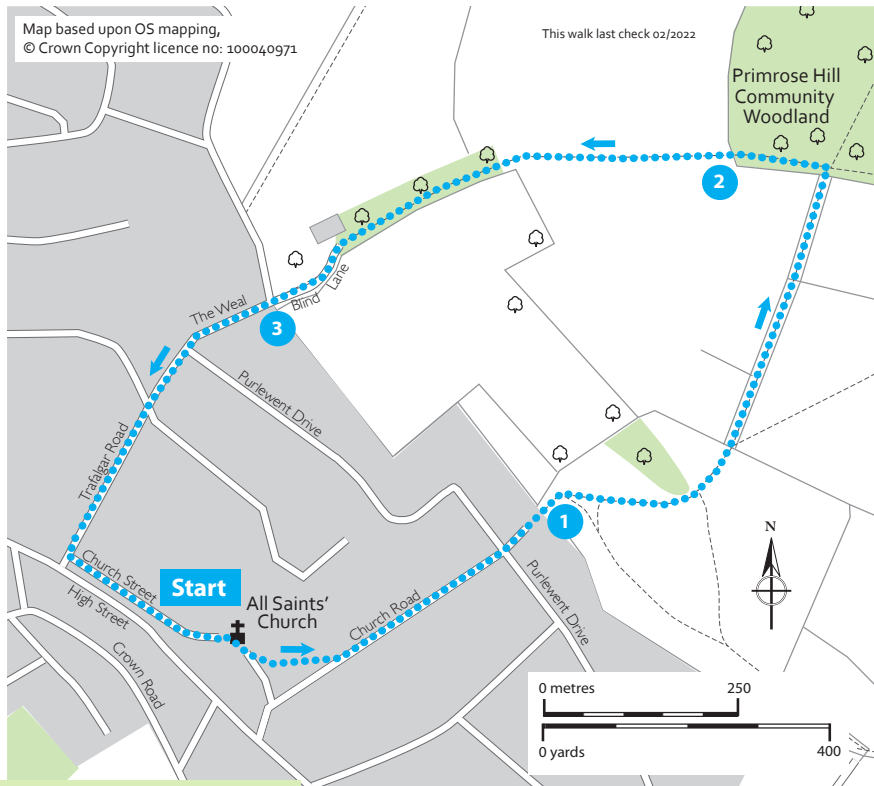 Map based upon OS mapping,
© Crown Copyright licence no: 100040971
This walk last check 02/2022
Primrose Hill
Community
Woodland
2
The Weal
Blind Lane
3
Purlewent Drive
Trafalgar Road
1
N
Church Street
Start
All Saints'
Church
High Street
Church Road
Purlewent Drive
Crown Road
0 metres 250
0 yards 400